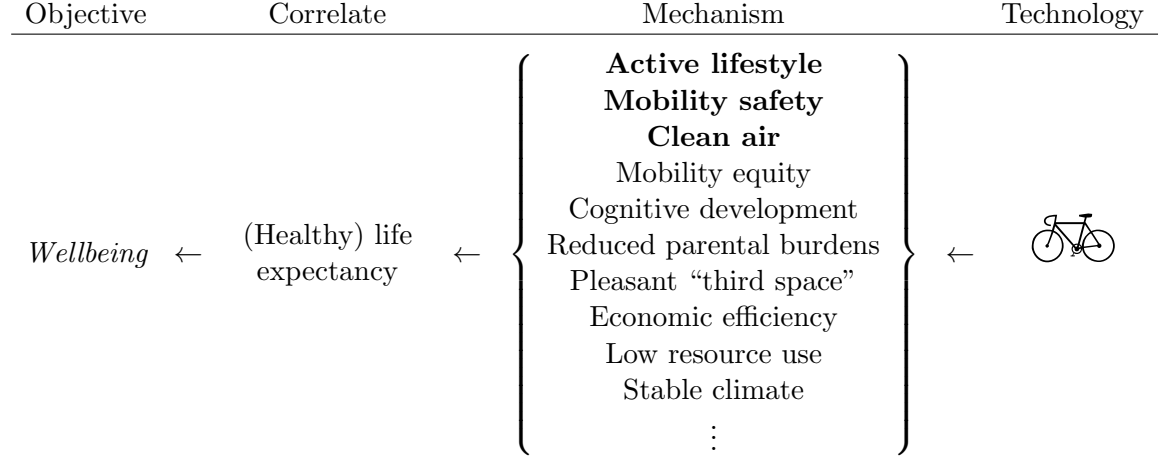 Objective Correlate Mechanism Technology
Active lifestyle
Mobility safety
Clean air
Mobility equity
Cognitive development
Wellbeing ← (Healthy) life expectancy ← Reduced parental burdens ←
Pleasant “third space”
Economic efficiency
Low resource use
Stable climate
⋮